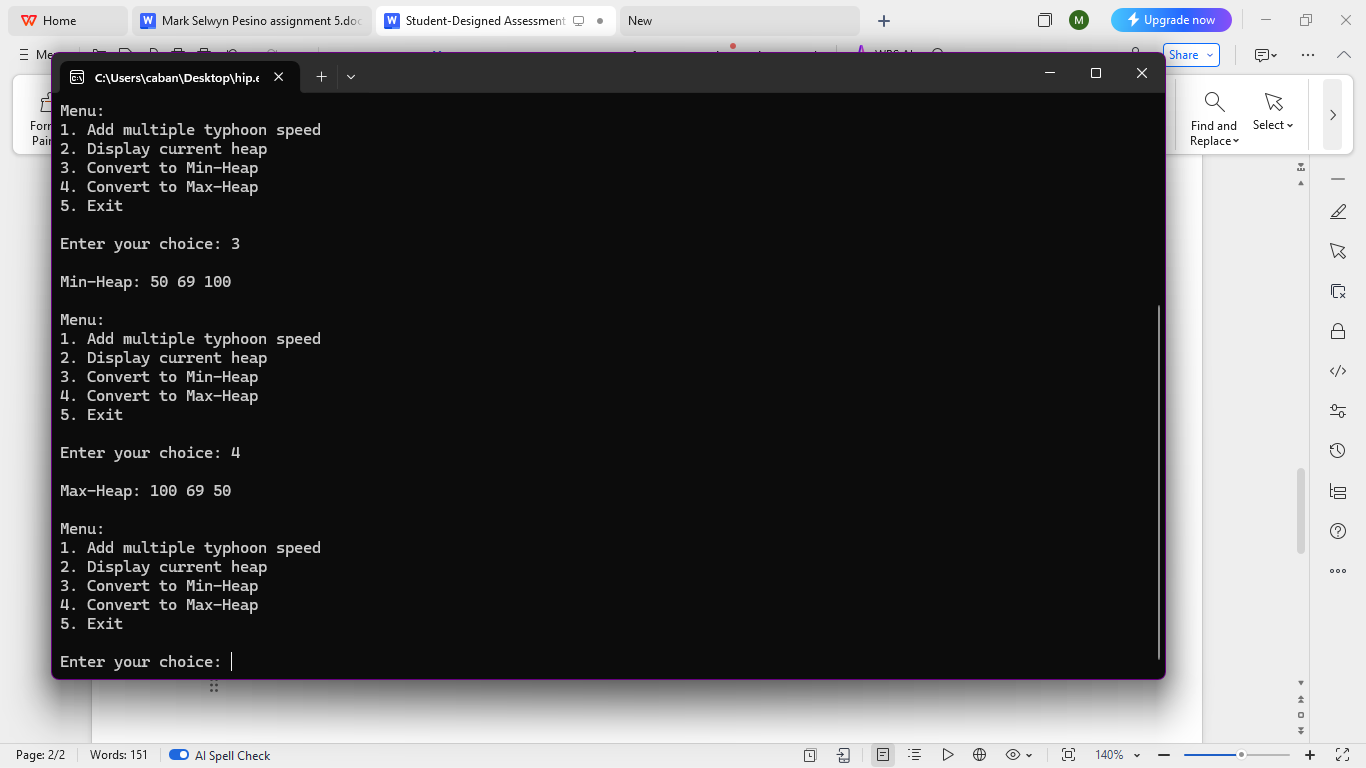 Home
Mark Selwyn Pesino assignment 5.doc
Student-Designed Assessment
New
M
Upgrade now
Share
C:\Users\caban\Desktop\hip.e
Find and
Replace
Select
Menu:
1. Add multiple typhoon speed
2. Display current heap
3. Convert to Min-Heap
4. Convert to Max-Heap
5. Exit
Enter your choice: 3
Min-Heap: 50 69 100
Menu:
1. Add multiple typhoon speed
2. Display current heap
3. Convert to Min-Heap
4. Convert to Max-Heap
5. Exit
Enter your choice: 4
Max-Heap: 100 69 50
Menu:
1. Add multiple typhoon speed
2. Display current heap
3. Convert to Min-Heap
4. Convert to Max-Heap
5. Exit
Enter your choice:
Page: 2/2 Words: 151 AI Spell Check 140%